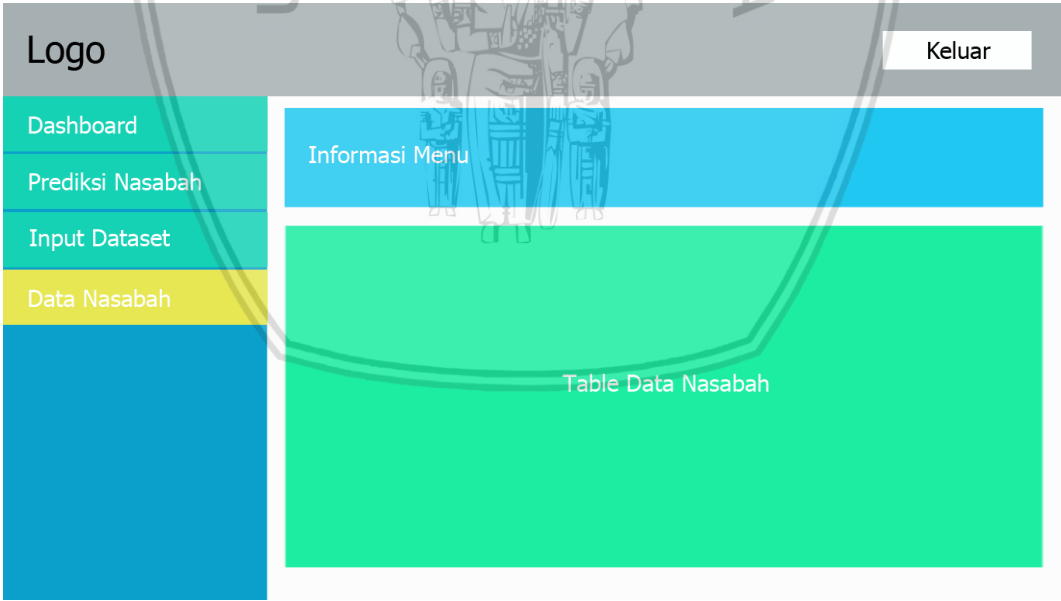 Logo
Keluar
Dashboard
Prediksi Nasabah
Input Dataset
Data Nasabah
Informasi Menu
Table Data Nasabah